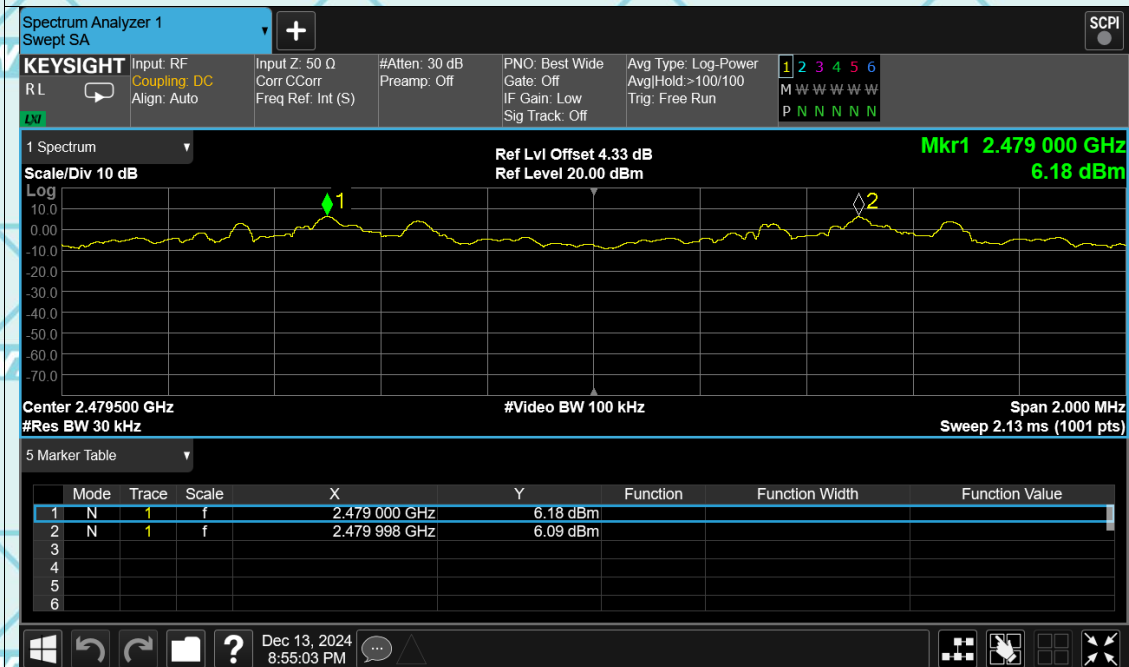 Spectrum Analyzer 1
Swept SA
+
SCPI
KEYSIGHT
RL
LXI
Input: RF
Coupling: DC
Align: Auto
Input Z: 50 Ω
Corr CCorr
Freq Ref: Int (S)
#Atten: 30 dB
Preamp: Off
PNO: Best Wide
Gate: Off
IF Gain: Low
Sig Track: Off
Avg Type: Log-Power
Avg|Hold:>100/100
Trig: Free Run
1 2 3 4 5 6
M W W W W W
P N N N N N
1 Spectrum
Scale/Div 10 dB
Ref Lvl Offset 4.33 dB
Ref Level 20.00 dBm
Mkr1 2.479 000 GHz
6.18 dBm
Log
10.0
0.00
-10.0
-20.0
-30.0
-40.0
-50.0
-60.0
-70.0
1
2
Center 2.479500 GHz
#Video BW 100 kHz
Span 2.000 MHz
#Res BW 30 kHz
Sweep 2.13 ms (1001 pts)
5 Marker Table
Mode Trace Scale X Y Function Function Width Function Value
1 N 1 f 2.479 000 GHz 6.18 dBm
2 N 1 f 2.479 998 GHz 6.09 dBm
3
4
5
6
?
Dec 13, 2024
8:55:03 PM